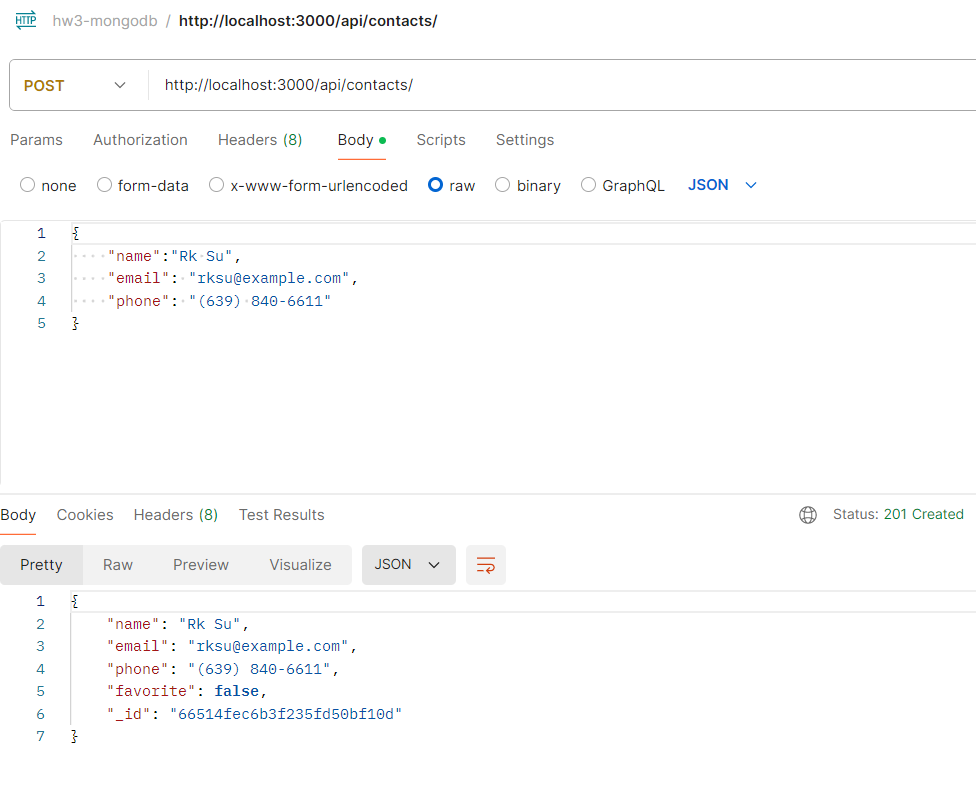 HTTP hw3-mongodb / http://localhost:3000/api/contacts/
POST http://localhost:3000/api/contacts/
Params Authorization Headers (8) Body Scripts Settings
none form-data x-www-form-urlencoded raw binary GraphQL JSON
1 {
2 ····"name":"Rk·Su",
3 ····"email":·"rksu@example.com",
4 ····"phone":·"(639)·840-6611"
5 }
Body Cookies Headers (8) Test Results Status: 201 Created
Pretty Raw Preview Visualize JSON
1 {
2     "name": "Rk Su",
3     "email": "rksu@example.com",
4     "phone": "(639) 840-6611",
5     "favorite": false,
6     "_id": "66514fec6b3f235fd50bf10d"
7 }